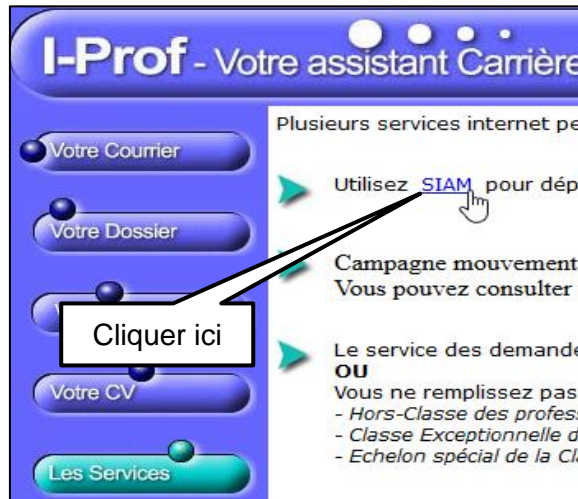 I-Prof - Votre assistant Carrière
Plusieurs services internet pe
Votre Courrier
Utilisez SIAM pour dép
Votre Dossier
Campagne mouvement
Vous pouvez consulter
Cliquer ici
Le service des demande
OU
Votre CV
Vous ne remplissez pas
- Hors-Classe des profess
- Classe Exceptionnelle d
- Echelon spécial de la Cla
Les Services